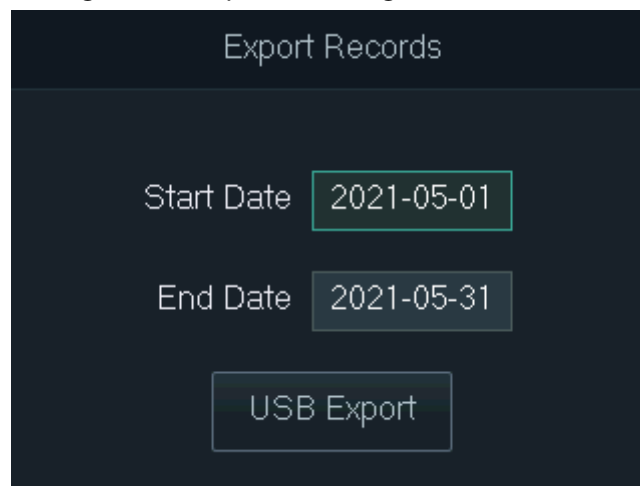 Export Records
Start Date 2021-05-01
End Date 2021-05-31
USB Export